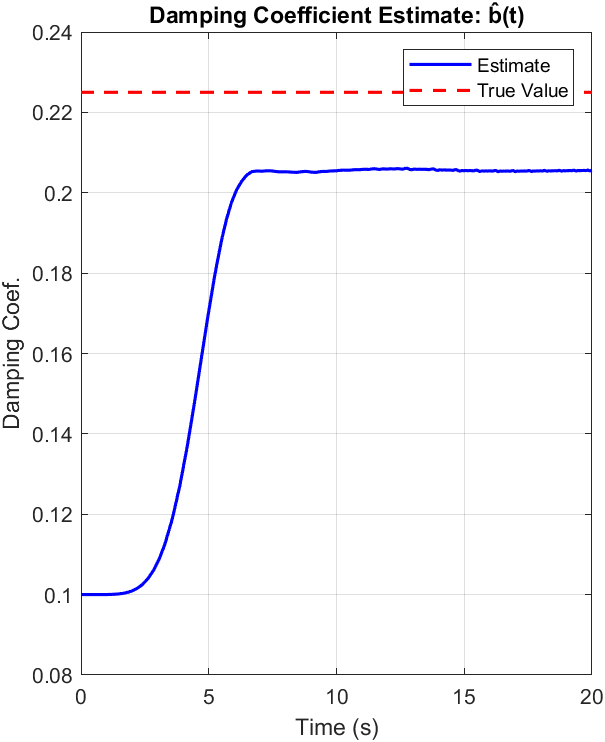 Damping Coefficient Estimate: b̂(t)
0.24
Estimate
True Value
0.22
0.2
0.18
0.16
0.14
0.12
0.1
0.08
Damping Coef.
0 5 10 15 20
Time (s)